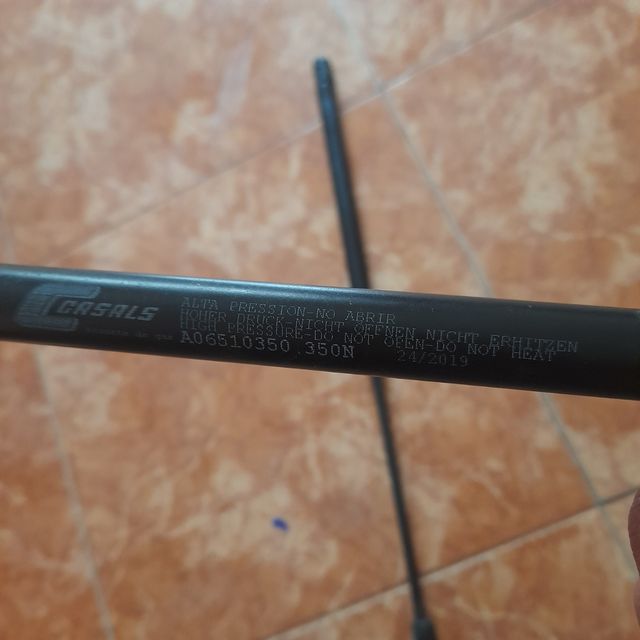 CASALS
ALTA PRESSION-NO ABRIR
HOHER DRUCK NICHT ÖFFNEN NICHT ERHITZEN
HIGH PRESSURE-DO NOT OPEN-DO NOT HEAT
A0G510350 350N
24/2019